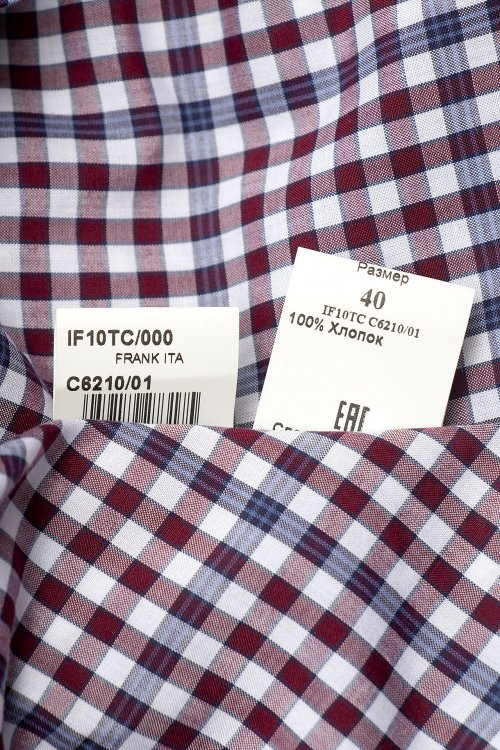 IF10TC/000
FRANK ITA
C6210/01
Размер
40
IF10TC C6210/01
100% Хлопок
EAC